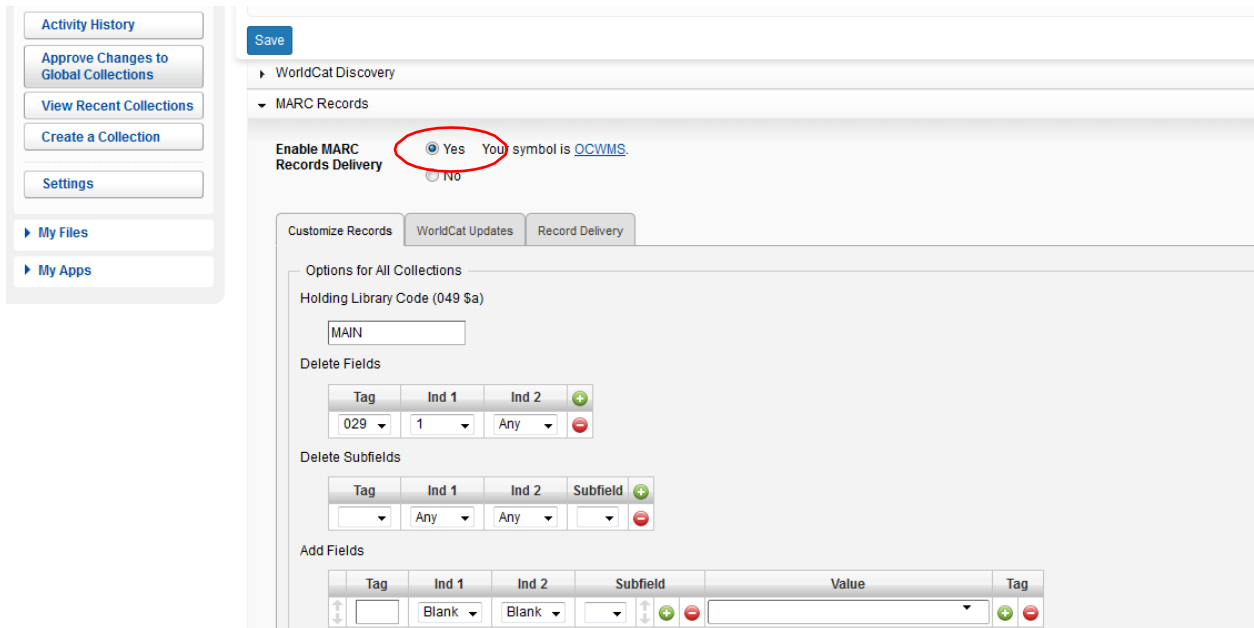 Activity History
Approve Changes to
Global Collections
View Recent Collections
Create a Collection
Settings
My Files
My Apps
Save
WorldCat Discovery
MARC Records
Enable MARC
Records Delivery
Yes Your symbol is OCWMS.
No
Customize Records WorldCat Updates Record Delivery
Options for All Collections
Holding Library Code (049 $a)
MAIN
Delete Fields
Tag Ind 1 Ind 2
029 1 Any
Delete Subfields
Tag Ind 1 Ind 2 Subfield
Any Any
Add Fields
Tag Ind 1 Ind 2 Subfield Value Tag
Blank Blank